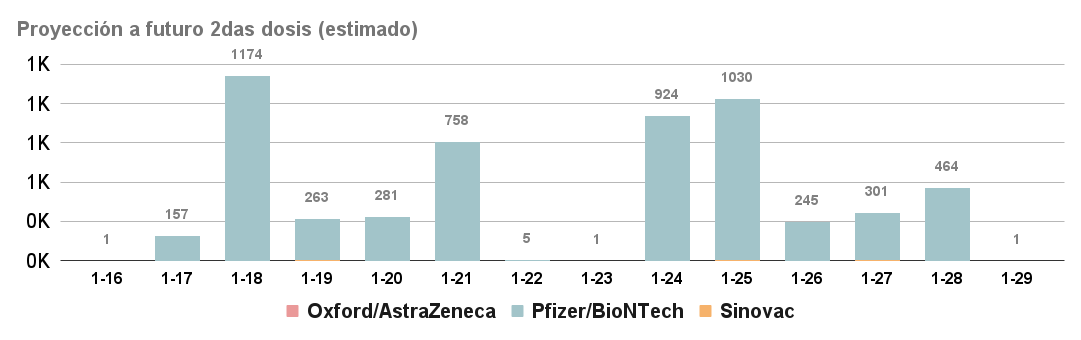 Proyección a futuro 2das dosis (estimado)
1K
1K
1K
1K
0K
0K
1
157
1174
263
281
758
5
1
924
1030
245
301
464
1
1-16 1-17 1-18 1-19 1-20 1-21 1-22 1-23 1-24 1-25 1-26 1-27 1-28 1-29
Oxford/AstraZeneca Pfizer/BioNTech Sinovac